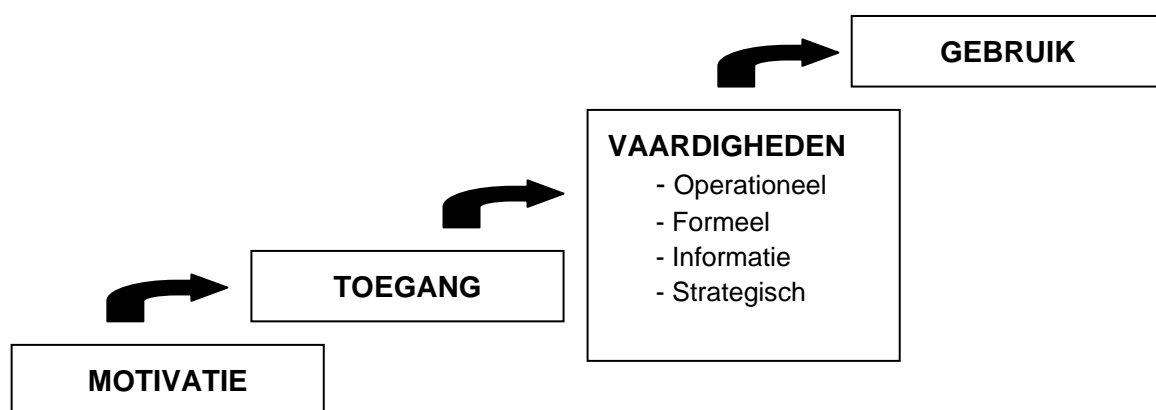 GEBRUIK
VAARDIGHEDEN
- Operationeel
- Formeel
- Informatie
- Strategisch
TOEGANG
MOTIVATIE